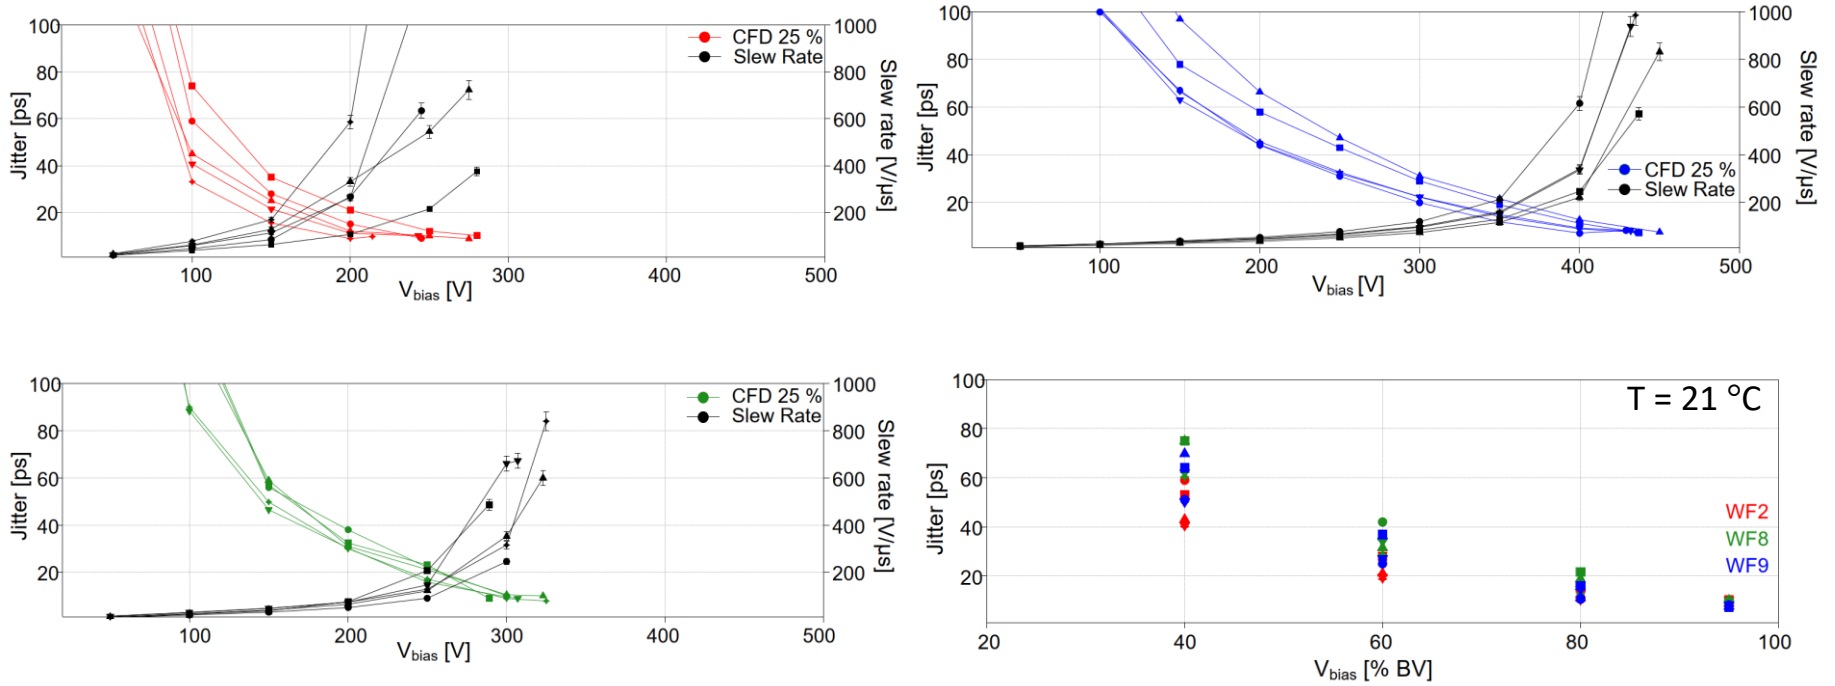 100
80
60
40
20
Jitter [ps]
1000
800
600
400
200
Slew rate [V/μs]
CFD 25 %
Slew Rate
100
200
300
400
500
Vbias [V]
100
80
60
40
20
Jitter [ps]
1000
800
600
400
200
Slew rate [V/μs]
CFD 25 %
Slew Rate
100
200
300
400
500
Vbias [V]
100
80
60
40
20
Jitter [ps]
1000
800
600
400
200
Slew rate [V/μs]
CFD 25 %
Slew Rate
100
200
300
400
500
Vbias [V]
100
80
60
40
20
Jitter [ps]
T = 21 °C
WF2
WF8
WF9
20
40
60
80
100
Vbias [% BV]